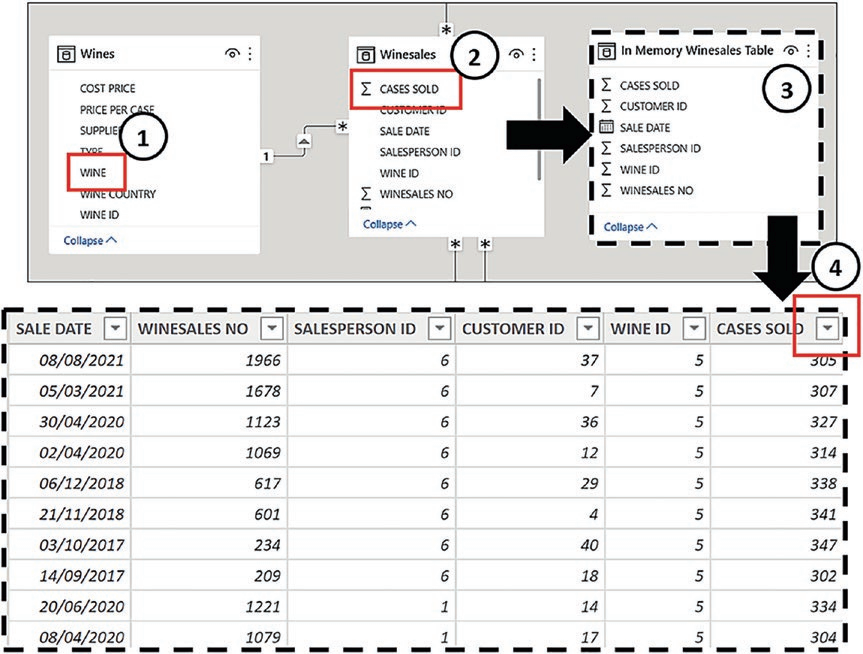 Wines
COST PRICE
PRICE PER CASE
SUPPLIE
TYPE
WINE
WINE COUNTRY
WINE ID
Collapse
1
1
*
Winesales
2
CASES SOLD
CUSTOMER ID
SALE DATE
SALESPERSON ID
WINE ID
WINESALES NO
Collapse
*
*
*
In Memory Winesales Table
3
CASES SOLD
CUSTOMER ID
SALE DATE
SALESPERSON ID
WINE ID
WINESALES NO
Collapse
4
SALE DATE WINESALES NO SALESPERSON ID CUSTOMER ID WINE ID CASES SOLD
08/08/2021 1966 6 37 5 305
05/03/2021 1678 6 7 5 307
30/04/2020 1123 6 36 5 327
02/04/2020 1069 6 12 5 314
06/12/2018 617 6 29 5 338
21/11/2018 601 6 4 5 341
03/10/2017 234 6 40 5 347
14/09/2017 209 6 18 5 302
20/06/2020 1221 1 14 5 334
08/04/2020 1079 1 17 5 304